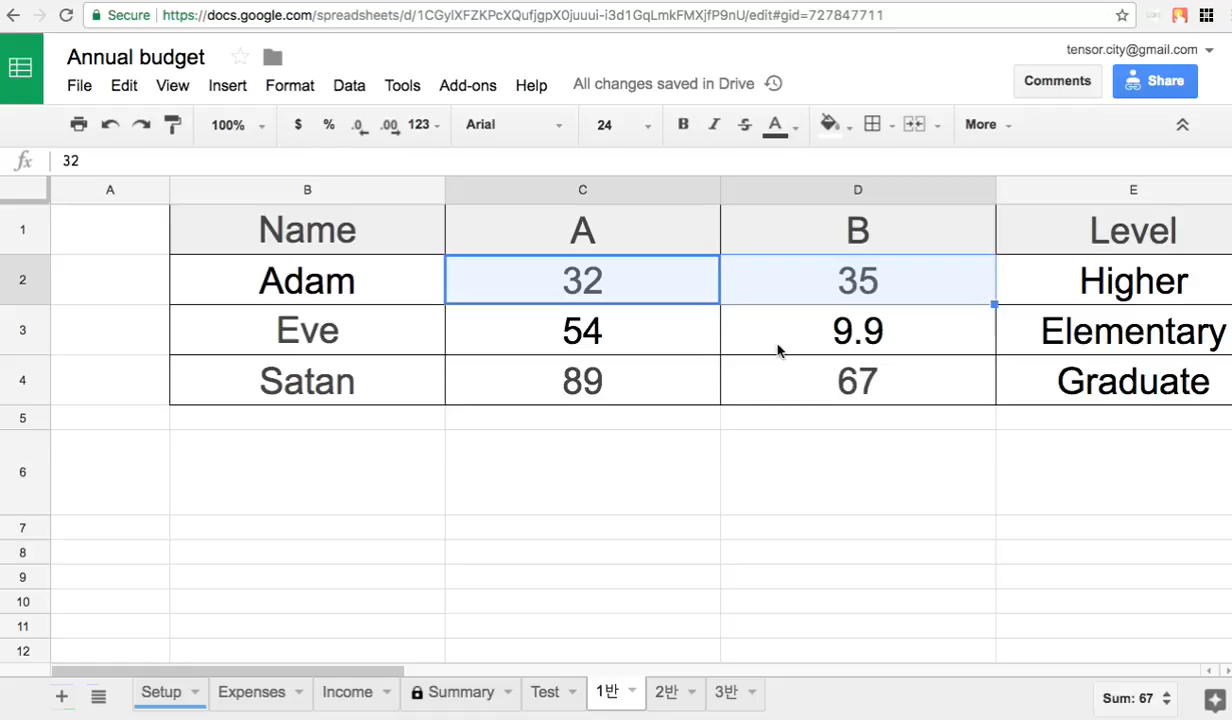 Secure https://docs.google.com/spreadsheets/d/1CGylXFZKPcXQufjgpX0juuui-i3d1GqLmkFMXjfP9nU/edit#gid=727847711
Annual budget
tensor.city@gmail.com
File Edit View Insert Format Data Tools Add-ons Help All changes saved in Drive
Comments Share
100% $ % .0 .00 123 Arial 24 B I S A More
fx 32
A B C D E
1 Name A B Level
2 Adam 32 35 Higher
3 Eve 54 9.9 Elementary
4 Satan 89 67 Graduate
5
6
7
8
9
10
11
12
Setup Expenses Income Summary Test 1반 2반 3반 Sum: 67